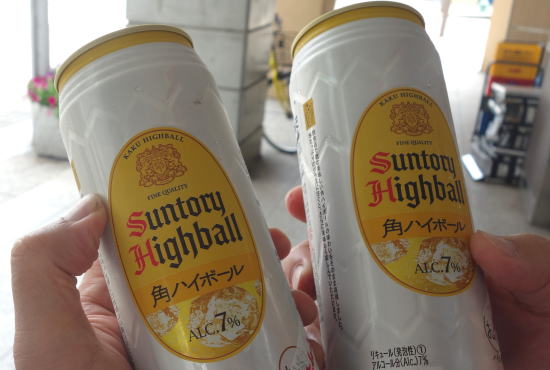 KAKU HIGHBALL
FINE QUALITY
Suntory
Highball
角ハイボール
ALC.7%
KAKU HIGHBALL
FINE QUALITY
Suntory
Highball
角ハイボール
ALC.7%
リキュール(発泡性)①
アルコール分(Alc.)7%